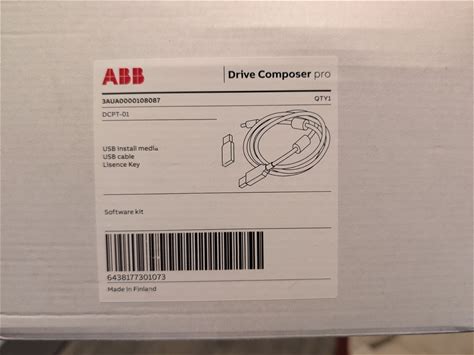 ABB
Drive Composer pro
3AUA0000108087
QTY1
DCPT-01
USB Install media
USB cable
Lisence Key
Software kit
6438177301073
Made in Finland